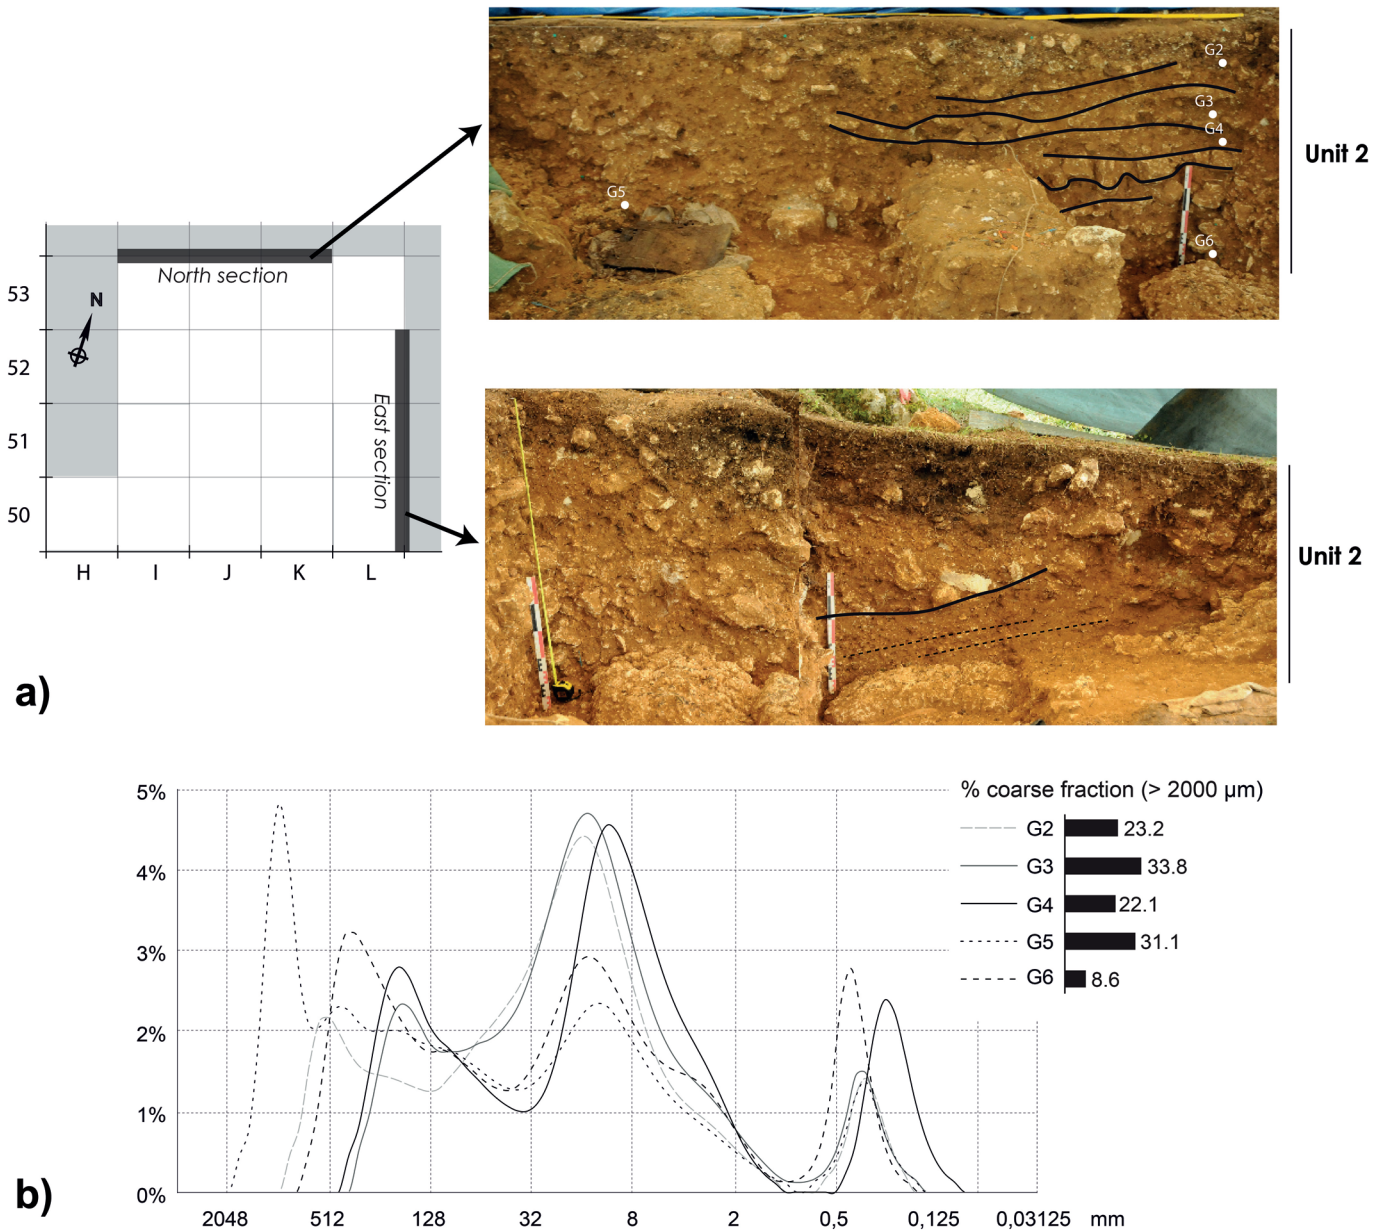 G2
G3
G4
G5
G6
Unit 2
North section
N
East section
53
52
51
50
H I J K L
Unit 2
a)
5%
4%
3%
2%
1%
0%
% coarse fraction (> 2000 µm)
G2 23.2
G3 33.8
G4 22.1
G5 31.1
G6 8.6
2048 512 128 32 8 2 0,5 0,125 0,03125 mm
b)